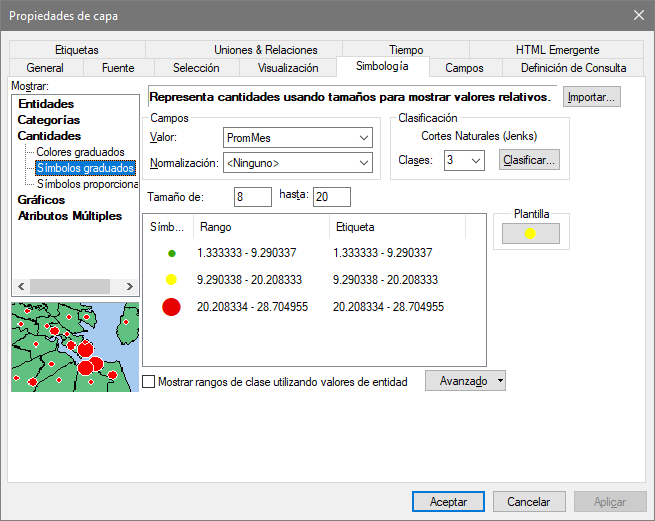 Propiedades de capa
Etiquetas
Uniones & Relaciones
Tiempo
HTML Emergente
General
Fuente
Selección
Visualización
Simbología
Campos
Definición de Consulta
Mostrar:
Entidades
Categorías
Cantidades
Colores graduados
Símbolos graduados
Símbolos proporciona
Gráficos
Atributos Múltiples
Representa cantidades usando tamaños para mostrar valores relativos.
Importar...
Campos
Valor:
PromMes
Normalización:
<Ninguno>
Clasificación
Cortes Naturales (Jenks)
Clases:
3
Clasificar...
Tamaño de:
8
hasta:
20
Símb...
Rango
Etiqueta
1.333333 - 9.290337
1.333333 - 9.290337
9.290338 - 20.208333
9.290338 - 20.208333
20.208334 - 28.704955
20.208334 - 28.704955
Plantilla
Mostrar rangos de clase utilizando valores de entidad
Avanzado
Aceptar
Cancelar
Aplicar